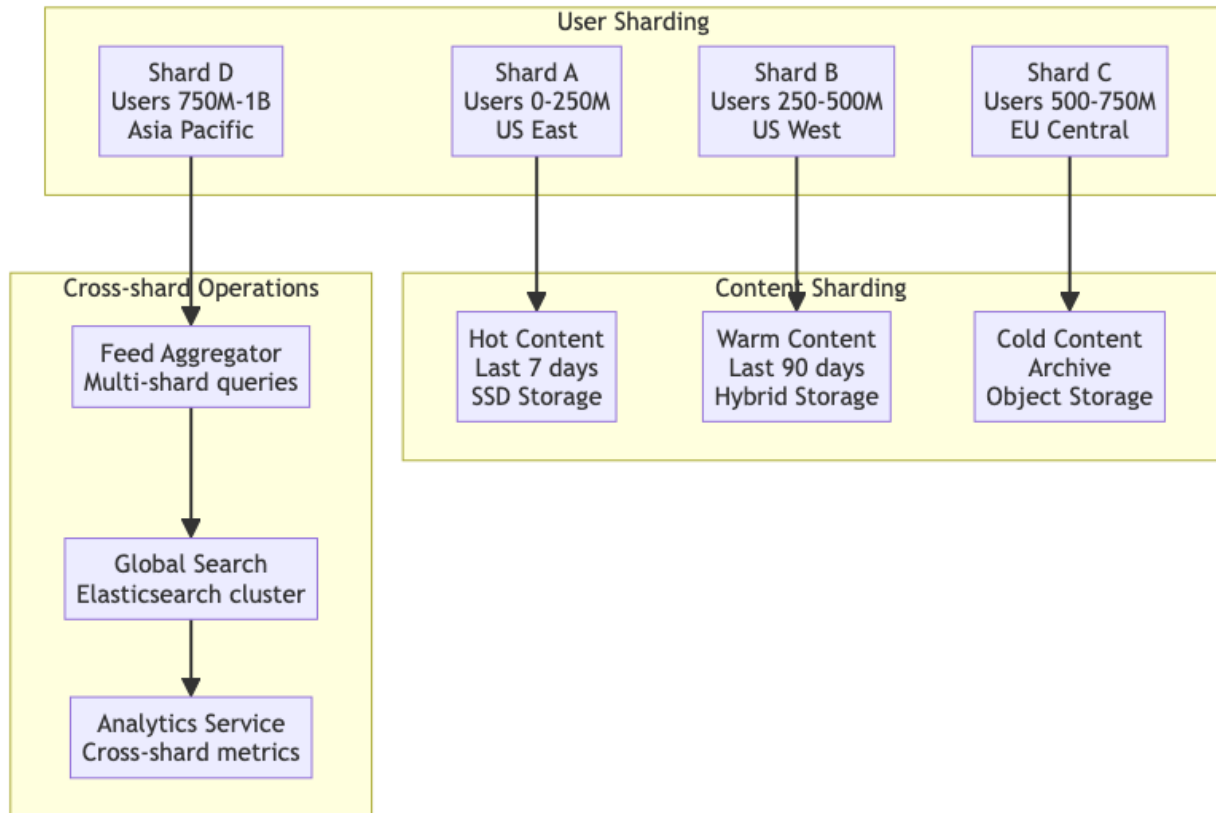 User Sharding
Shard D
Users 750M-1B
Asia Pacific
Shard A
Users 0-250M
US East
Shard B
Users 250-500M
US West
Shard C
Users 500-750M
EU Central
Cross-shard Operations
Feed Aggregator
Multi-shard queries
Global Search
Elasticsearch cluster
Analytics Service
Cross-shard metrics
Content Sharding
Hot Content
Last 7 days
SSD Storage
Warm Content
Last 90 days
Hybrid Storage
Cold Content
Archive
Object Storage